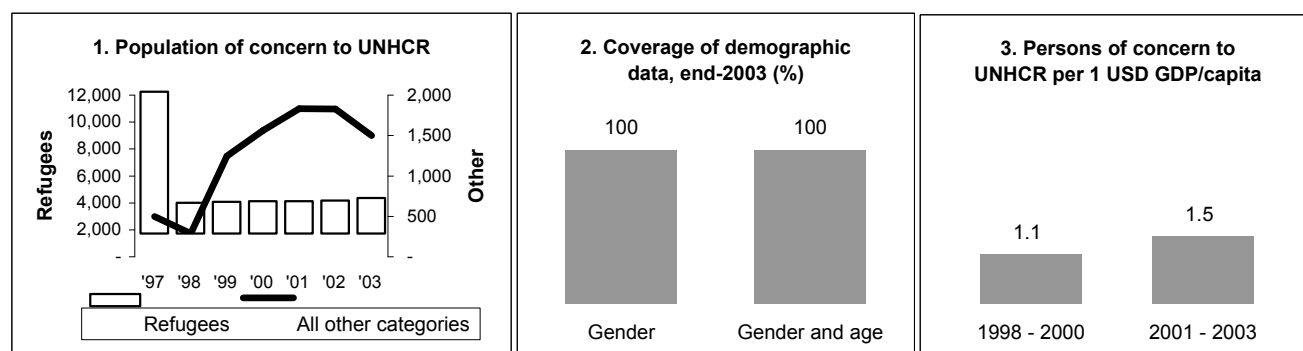 1. Population of concern to UNHCR
12,000
10,000
8,000
6,000
4,000
2,000
-
Refugees
2,000
1,500
1,000
500
-
Other
'97 '98 '99 '00 '01 '02 '03
Refugees All other categories
2. Coverage of demographic
data, end-2003 (%)
100 100
Gender Gender and age
3. Persons of concern to
UNHCR per 1 USD GDP/capita
1.1 1.5
1998 - 2000 2001 - 2003